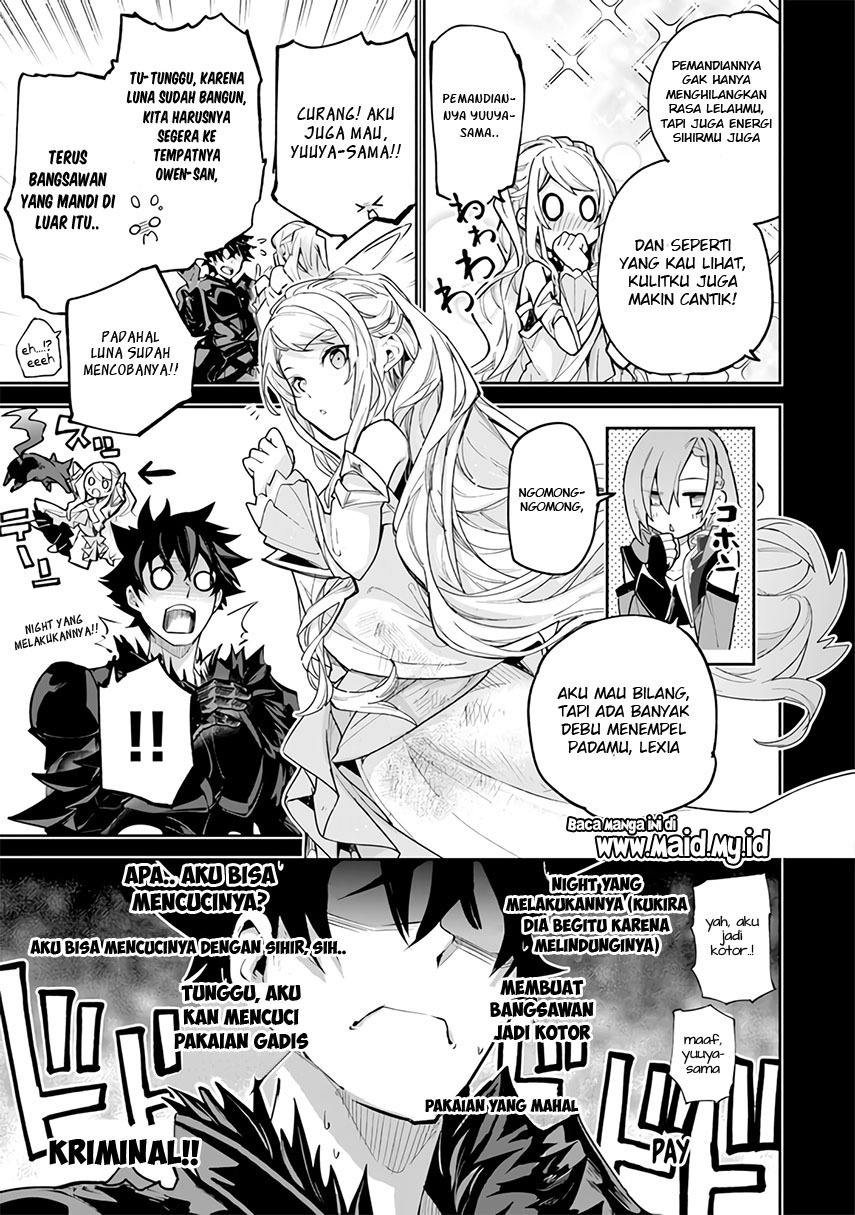 PEMANDIANNYA
GAK HANYA
MENGHILANGKAN
RASA LELAHMU,
TAPI JUGA ENERGI
SIHIRMU JUGA
DAN SEPERTI
YANG KAU LIHAT,
KULITKU JUGA
MAKIN CANTIK!
PEMANDIAN-
NYA YUUYA-
SAMA..
わわわわ
CURANG! AKU
JUGA MAU,
YUUYA-SAMA!!
TU-TUNGGU, KARENA
LUNA SUDAH BANGUN,
KITA HARUSNYA
SEGERA KE
TEMPATNYA
OWEN-SAN,
TERUS
BANGSAWAN
YANG MANDI DI
LUAR ITU..
eh...!?
eeeh
PADAHAL
LUNA SUDAH
MENCOBANYA!!
コホン
NGOMONG-
NGOMONG,
AKU MAU BILANG,
TAPI ADA BANYAK
DEBU MENEMPEL
PADAMU, LEXIA
NIGHT YANG
MELAKUKANNYA!!
!!
Baca Manga ini di
www.Maid.My.id
yah, aku
jadi
kotor..!
maaf,
yuuya-
sama
NIGHT YANG
MELAKUKANNYA (KUKIRA
DIA BEGITU KARENA
MELINDUNGINYA)
MEMBUAT
BANGSAWAN
JADI KOTOR
PAKAIAN YANG MAHAL
PAY
APA.. AKU BISA
MENCUCINYA?
AKU BISA MENCUCINYA DENGAN SIHIR, SIH..
TUNGGU, AKU
KAN MENCUCI
PAKAIAN GADIS
KRIMINAL!!
ドドドド